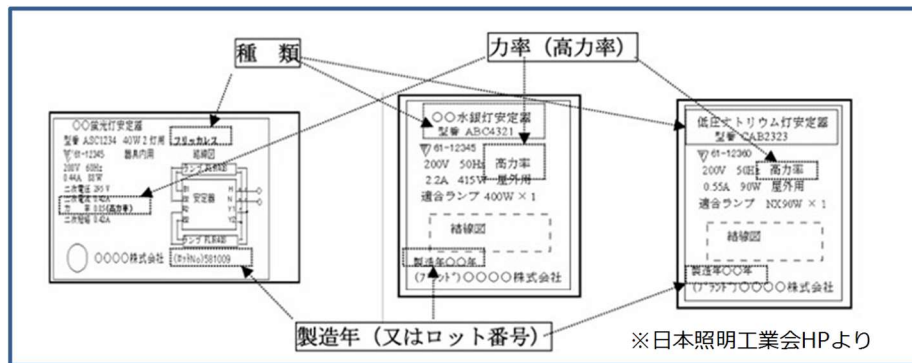 種　類
力率（高力率）
○○蛍光灯安定器
型番 ABC1234 40W2灯用
フリッカレス
61-12345 器具内用
結線図
200V 60Hz
0.44A 88W
安定器
二次電流 0.42A
力　率 0.85(高力率)
二次短絡 0.42A
○○○○株式会社
(ロットNo)581009
○○水銀灯安定器
型番 ABC4321
61-12345
200V 50Hz 高力率
2.2A 415W 屋外用
適合ランプ 400W×1
結線図
製造年○○年
(ブランド)○○○○株式会社
低圧ナトリウム灯安定器
型番 CAB2323
61-12360
200V 50Hz 高力率
0.55A 90W 屋外用
適合ランプ NX90W×1
結線図
製造年○○年
(ブランド)○○○○株式会社
製造年（又はロット番号）
※日本照明工業会HPより